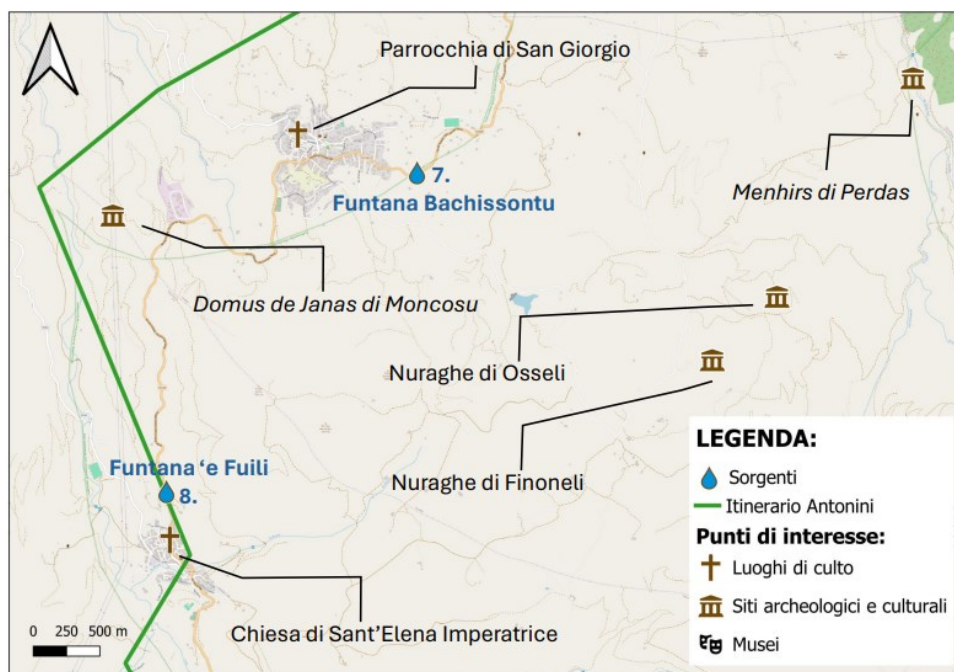 Parrocchia di San Giorgio
7.
Funtana Bachissontu
Menhirs di Perdas
Domus de Janas di Moncosu
Nuraghe di Osseli
Nuraghe di Finoneli
Funtana ‘e Fuili
8.
Chiesa di Sant’Elena Imperatrice
0 250 500 m
LEGENDA:
Sorgenti
Itinerario Antonini
Punti di interesse:
Luoghi di culto
Siti archeologici e culturali
Musei